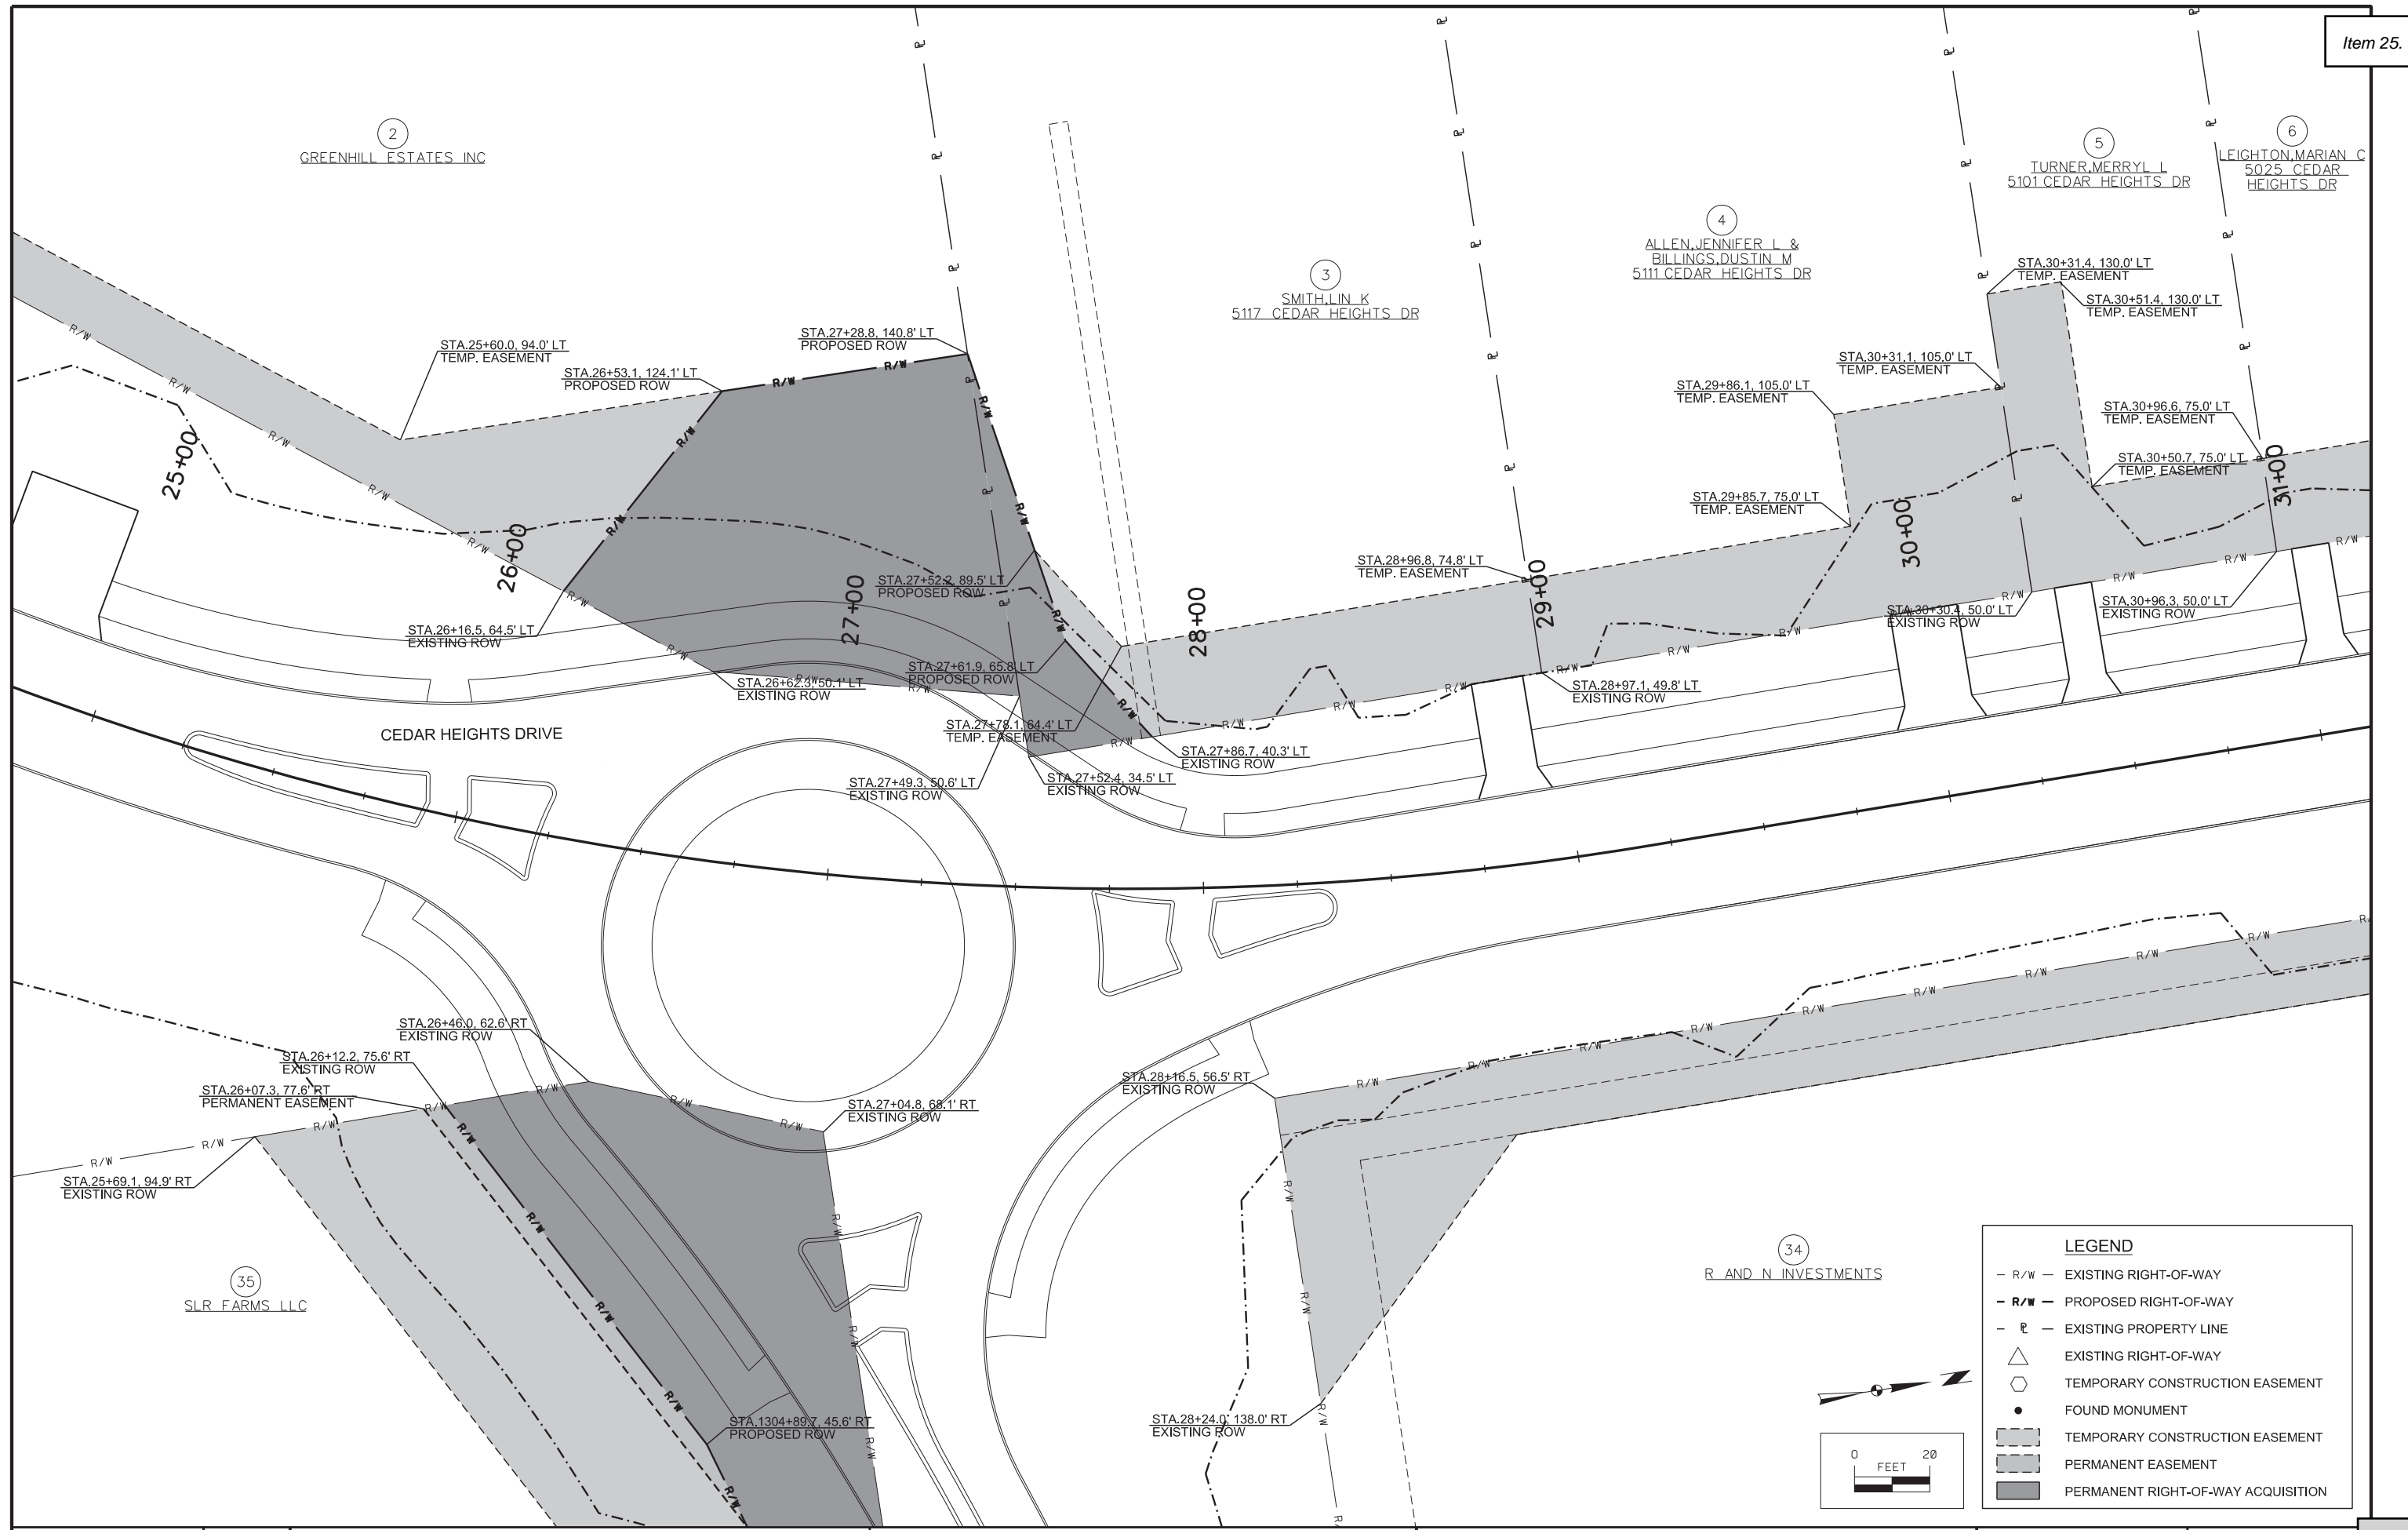 Item 25.
2
GREENHILL ESTATES INC
3
SMITH,LIN K
5117 CEDAR HEIGHTS DR
4
ALLEN,JENNIFER L &
BILLINGS,DUSTIN M
5111 CEDAR HEIGHTS DR
5
TURNER,MERRYL L
5101 CEDAR HEIGHTS DR
6
LEIGHTON,MARIAN C
5025 CEDAR
HEIGHTS DR
STA.25+60.0, 94.0' LT
TEMP. EASEMENT
STA.26+53.1, 124.1' LT
PROPOSED ROW
STA.27+28.8, 140.8' LT
PROPOSED ROW
STA.30+31.4, 130.0' LT
TEMP. EASEMENT
STA.30+51.4, 130.0' LT
TEMP. EASEMENT
STA.30+31.1, 105.0' LT
TEMP. EASEMENT
STA.29+86.1, 105.0' LT
TEMP. EASEMENT
STA.30+96.6, 75.0' LT
TEMP. EASEMENT
STA.30+50.7, 75.0' LT
TEMP. EASEMENT
STA.29+85.7, 75.0' LT
TEMP. EASEMENT
STA.28+96.8, 74.8' LT
TEMP. EASEMENT
25+00
26+00
27+00
28+00
29+00
30+00
31+00
STA.27+52.2, 89.5' LT
PROPOSED ROW
STA.26+16.5, 64.5' LT
EXISTING ROW
STA.27+61.9, 65.8' LT
PROPOSED ROW
STA.26+62.3, 50.1' LT
EXISTING ROW
STA.30+30.4, 50.0' LT
EXISTING ROW
STA.30+96.3, 50.0' LT
EXISTING ROW
STA.28+97.1, 49.8' LT
EXISTING ROW
STA.27+78.1, 64.4' LT
TEMP. EASEMENT
STA.27+86.7, 40.3' LT
EXISTING ROW
STA.27+49.3, 50.6' LT
EXISTING ROW
STA.27+52.4, 34.5' LT
EXISTING ROW
CEDAR HEIGHTS DRIVE
STA.26+46.0, 62.6' RT
EXISTING ROW
STA.26+12.2, 75.6' RT
EXISTING ROW
STA.26+07.3, 77.6' RT
PERMANENT EASEMENT
STA.27+04.8, 68.1' RT
EXISTING ROW
STA.28+16.5, 56.5' RT
EXISTING ROW
STA.25+69.1, 94.9' RT
EXISTING ROW
35
SLR FARMS LLC
34
R AND N INVESTMENTS
STA.1304+89.7, 45.6' RT
PROPOSED ROW
STA.28+24.0, 138.0' RT
EXISTING ROW
0 20
FEET
LEGEND
R/W EXISTING RIGHT-OF-WAY
R/W PROPOSED RIGHT-OF-WAY
PL EXISTING PROPERTY LINE
EXISTING RIGHT-OF-WAY
TEMPORARY CONSTRUCTION EASEMENT
FOUND MONUMENT
TEMPORARY CONSTRUCTION EASEMENT
PERMANENT EASEMENT
PERMANENT RIGHT-OF-WAY ACQUISITION